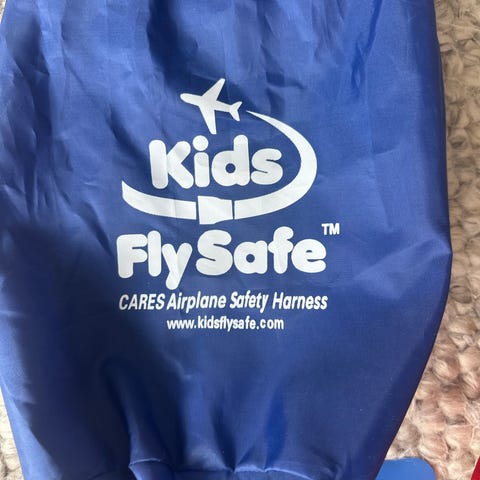 Kids
Fly Safe™
CARES Airplane Safety Harness
www.kidsflysafe.com